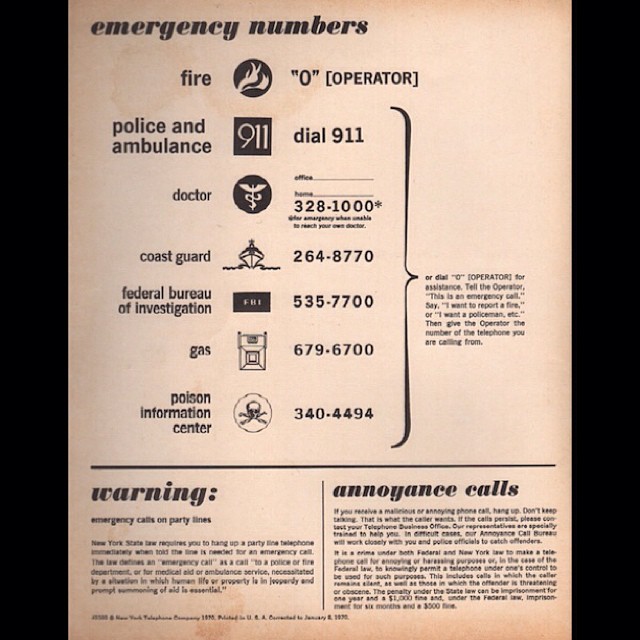 emergency numbers
fire "O" [OPERATOR]
police and
ambulance
911
dial 911
doctor
office
home
328-1000*
for emergency when unable
to reach your own doctor.
coast guard 264-8770
federal bureau
of investigation
FBI
535-7700
gas 679-6700
poison
information
center
340-4494
or dial "O" [OPERATOR] for
assistance. Tell the Operator,
"This is an emergency call."
Say, "I want to report a fire,"
or "I want a policeman, etc."
Then give the Operator the
number of the telephone you
are calling from.
warning:
emergency calls on party lines
New York State law requires you to hang up a party line telephone
immediately when told the line is needed for an emergency call.
The law defines an "emergency call" as a call "to a police or fire
department, or for medical aid or ambulance service, necessitated
by a situation in which human life or property is in jeopardy and
prompt summoning of aid is essential."
New York Telephone Company 1970. Printed in U. S. A. Corrected to January 8, 1970.
annoyance calls
If you receive a malicious or annoying phone call, hang up. Don't keep
talking. That is what the caller wants. If the calls persist, please con-
tact your Telephone Business Office. Our representatives are specially
trained to help you. In difficult cases, our Annoyance Call Bureau
will work closely with you and police officials to catch offenders.
It is a crime under both Federal and New York law to make a tele-
phone call for annoying or harassing purposes or, in the case of the
Federal law, to knowingly permit a telephone under one's control to
be used for such purposes. This includes calls in which the caller
remains silent, as well as those in which the offender is threatening
or obscene. The penalty under the State law can be imprisonment for
one year and a $1,000 fine and, under the Federal law, imprison-
ment for six months and a $500 fine.